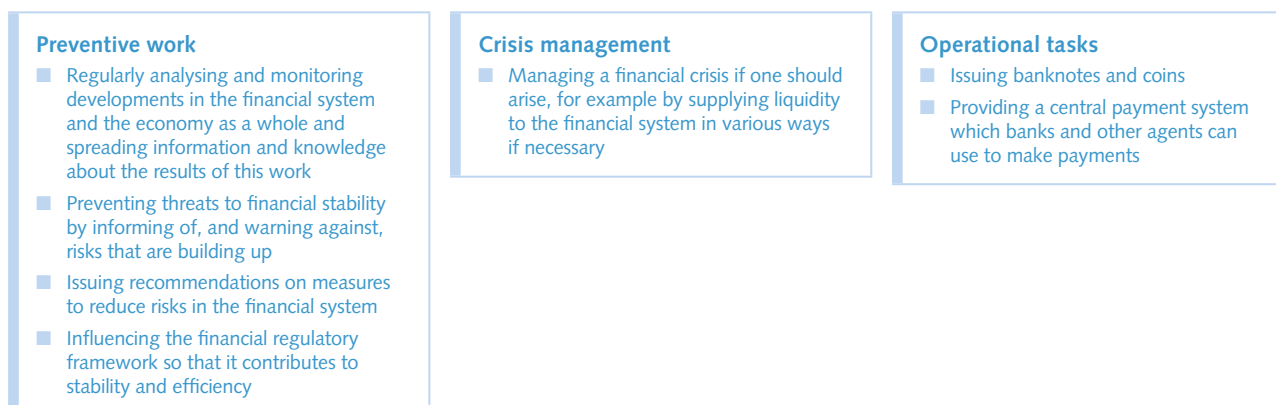 Preventive work
Regularly analysing and monitoring
developments in the financial system
and the economy as a whole and
spreading information and knowledge
about the results of this work
Preventing threats to financial stability
by informing of, and warning against,
risks that are building up
Issuing recommendations on measures
to reduce risks in the financial system
Influencing the financial regulatory
framework so that it contributes to
stability and efficiency
Crisis management
Managing a financial crisis if one should
arise, for example by supplying liquidity
to the financial system in various ways
if necessary
Operational tasks
Issuing banknotes and coins
Providing a central payment system
which banks and other agents can
use to make payments